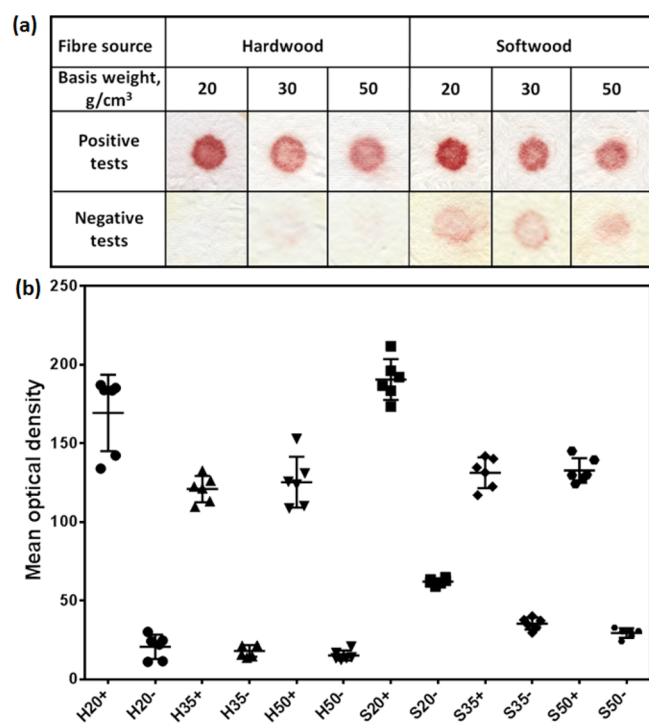 (a)
Fibre source Hardwood Softwood
Basis weight, g/cm³ 20 30 50 20 30 50
Positive tests
Negative tests
(b)
250
200
150
100
50
0
Mean optical density
H20+ H20- H35+ H35- H50+ H50- S20+ S20- S35+ S35- S50+ S50-